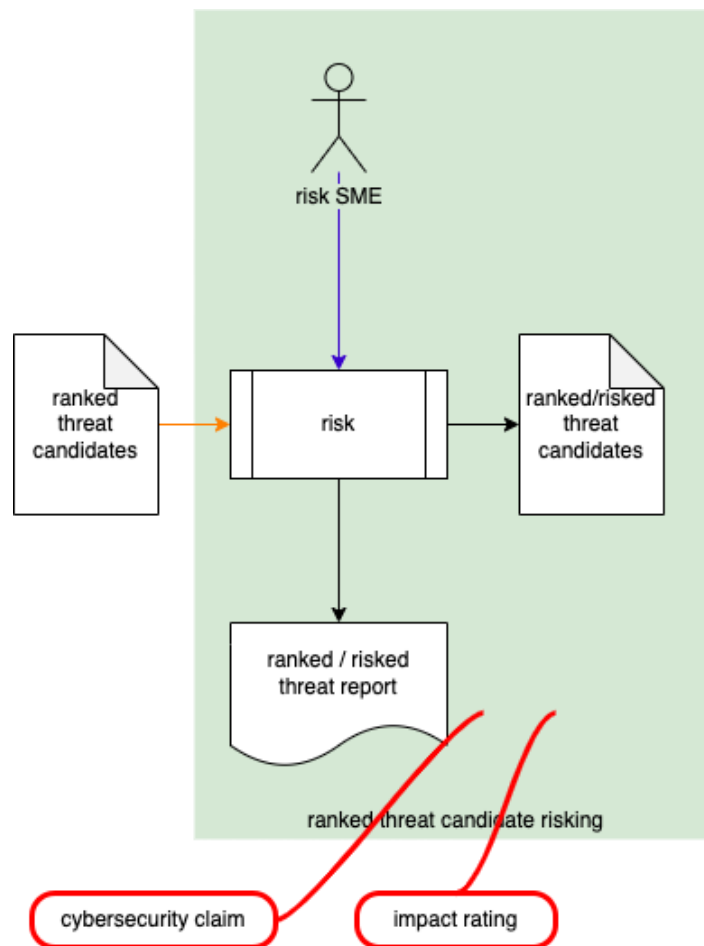 risk SME
ranked
threat
candidates
risk
ranked/risked
threat
candidates
ranked / risked
threat report
ranked threat candidate risking
cybersecurity claim
impact rating